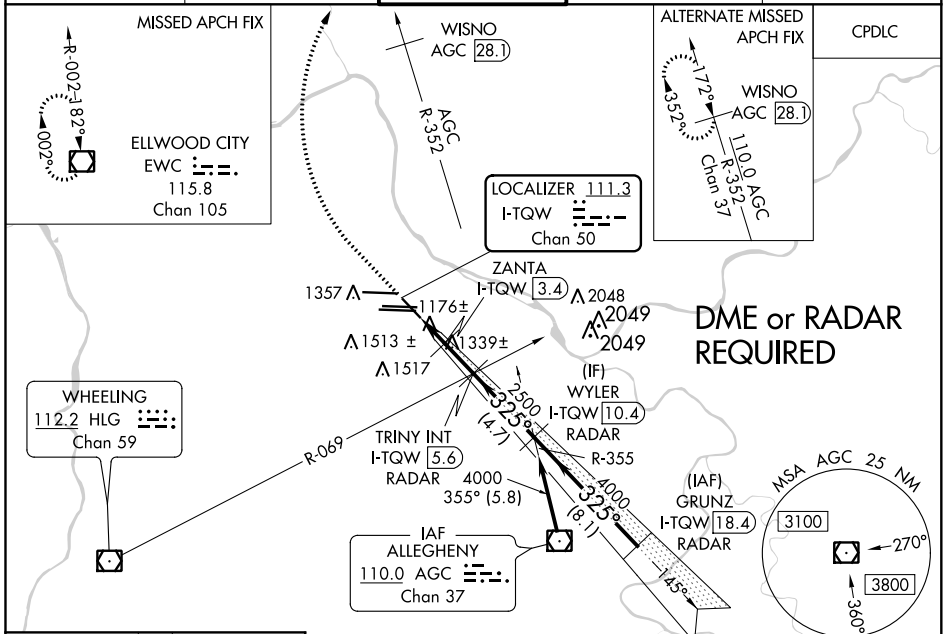 MISSED APCH FIX
R-002
182°
002°
ELLWOOD CITY
EWC
115.8
Chan 105
WISNO
AGC 28.1
AGC
R-352
ALTERNATE MISSED
APCH FIX
172°
352°
WISNO
AGC 28.1
110.0 AGC
R-352
Chan 37
CPDLC
LOCALIZER 111.3
I-TQW
Chan 50
ZANTA
I-TQW 3.4
1357
1176±
1513 ±
1339±
1517
2048
2049
2049
DME or RADAR
REQUIRED
WHEELING
112.2 HLG
Chan 59
R-069
TRINY INT
I-TQW 5.6
RADAR
2500
325°
(4.7)
(IF)
WYLER
I-TQW 10.4
RADAR
R-355
4000
355° (5.8)
4000
325°
(8.1)
(IAF)
GRUNZ
I-TQW 18.4
RADAR
145°
IAF
ALLEGHENY
110.0 AGC
Chan 37
MSA AGC 25 NM
3100
270°
3800
360°